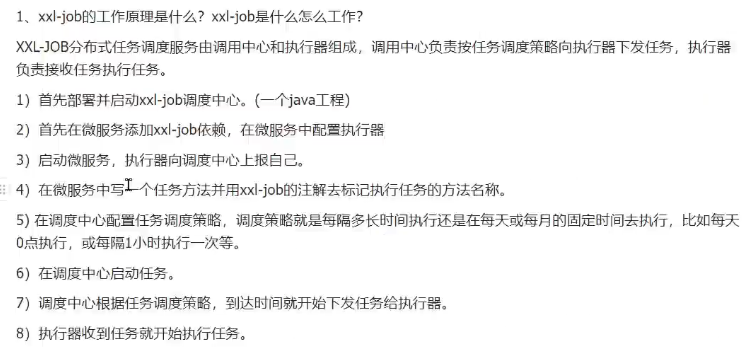 1、xxl-job的工作原理是什么？xxl-job是什么怎么工作？
XXL-JOB分布式任务调度服务由调用中心和执行器组成，调用中心负责按任务调度策略向执行器下发任务，执行器
负责接收任务执行任务。
1）首先部署并启动xxl-job调度中心。(一个java工程)
2）首先在微服务添加xxl-job依赖，在微服务中配置执行器
3）启动微服务，执行器向调度中心上报自己。
4）在微服务中写一个任务方法并用xxl-job的注解去标记执行任务的方法名称。
5) 在调度中心配置任务调度策略，调度策略就是每隔多长时间执行还是在每天或每月的固定时间去执行，比如每天
0点执行，或每隔1小时执行一次等。
6）在调度中心启动任务。
7）调度中心根据任务调度策略，到达时间就开始下发任务给执行器。
8）执行器收到任务就开始执行任务。